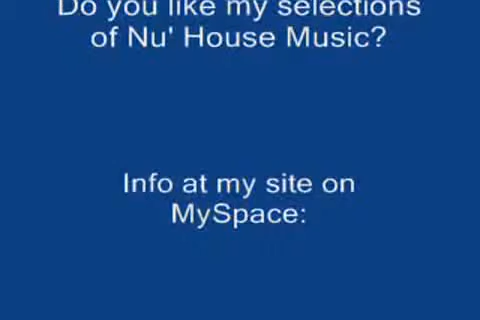 Do you like my selections
of Nu' House Music?
Info at my site on
MySpace: